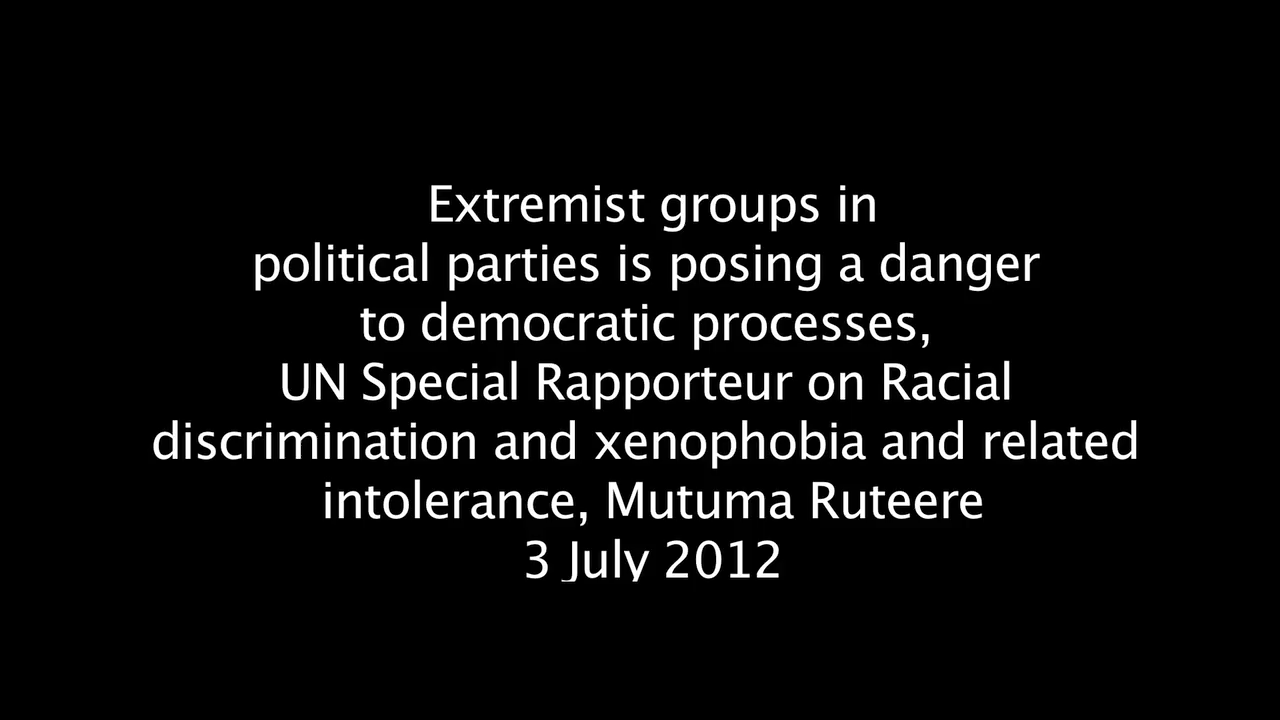 Extremist groups in
political parties is posing a danger
to democratic processes,
UN Special Rapporteur on Racial
discrimination and xenophobia and related
intolerance, Mutuma Ruteere
3 July 2012